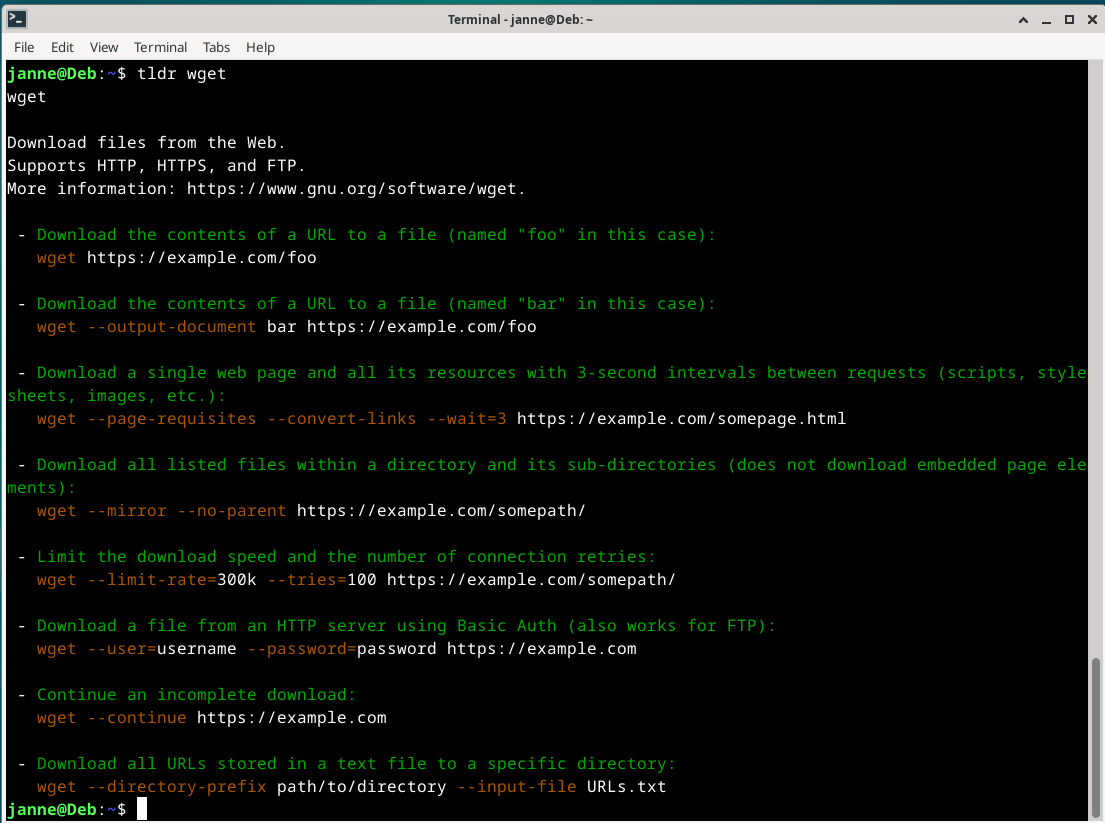 Terminal - janne@Deb: ~
File Edit View Terminal Tabs Help
janne@Deb:~$ tldr wget
wget
Download files from the Web.
Supports HTTP, HTTPS, and FTP.
More information: https://www.gnu.org/software/wget.
- Download the contents of a URL to a file (named "foo" in this case):
wget https://example.com/foo
- Download the contents of a URL to a file (named "bar" in this case):
wget --output-document bar https://example.com/foo
- Download a single web page and all its resources with 3-second intervals between requests (scripts, style
sheets, images, etc.):
wget --page-requisites --convert-links --wait=3 https://example.com/somepage.html
- Download all listed files within a directory and its sub-directories (does not download embedded page ele
ments):
wget --mirror --no-parent https://example.com/somepath/
- Limit the download speed and the number of connection retries:
wget --limit-rate=300k --tries=100 https://example.com/somepath/
- Download a file from an HTTP server using Basic Auth (also works for FTP):
wget --user=username --password=password https://example.com
- Continue an incomplete download:
wget --continue https://example.com
- Download all URLs stored in a text file to a specific directory:
wget --directory-prefix path/to/directory --input-file URLs.txt
janne@Deb:~$